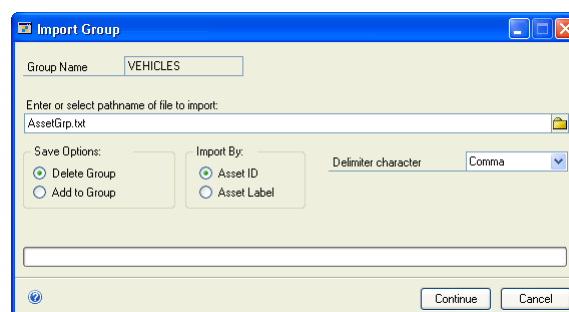 Import Group
Group Name VEHICLES
Enter or select pathname of file to import:
AssetGrp.txt
Save Options: Import By:
Delete Group Asset ID Delimiter character Comma
Add to Group Asset Label
Continue Cancel